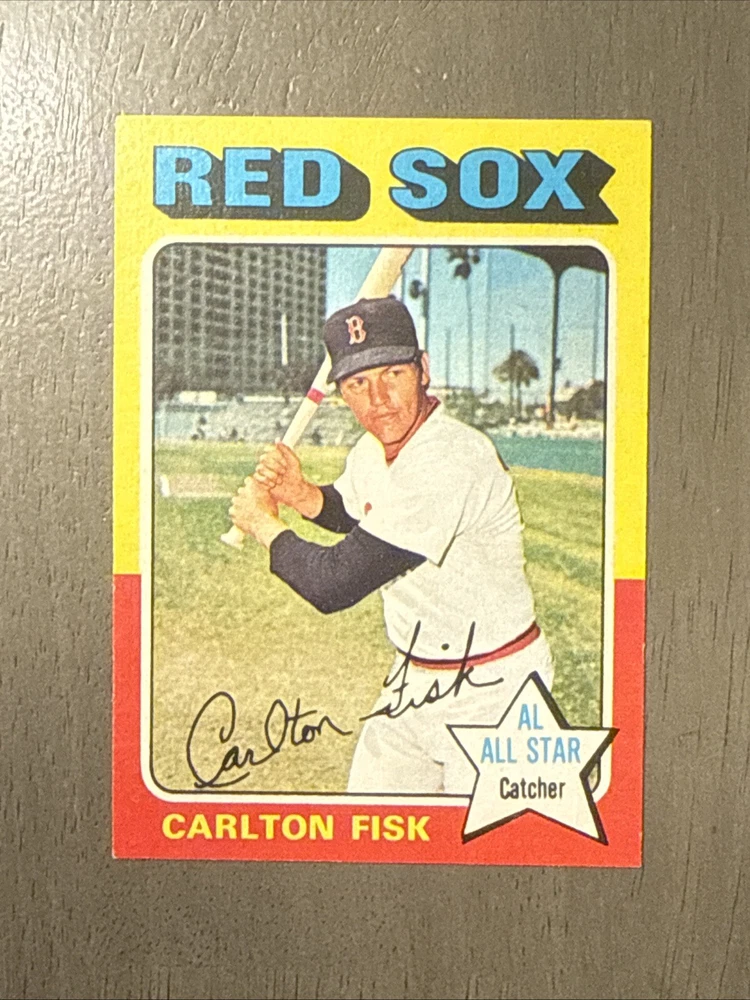 RED SOX
B
Carlton Fisk
AL
ALL STAR
Catcher
CARLTON FISK